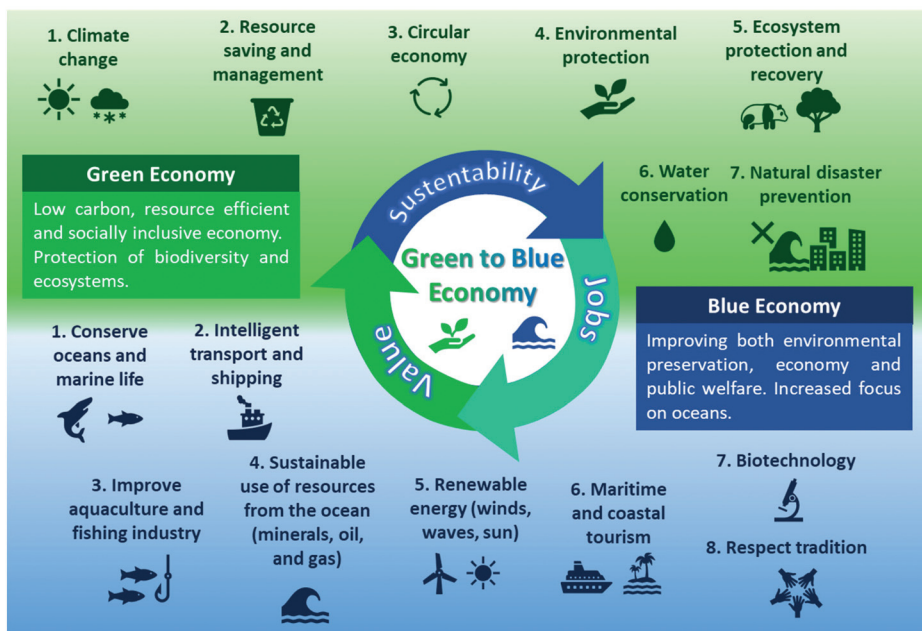 1. Climate
change
2. Resource
saving and
management
3. Circular
economy
4. Environmental
protection
5. Ecosystem
protection and
recovery
6. Water
conservation
7. Natural disaster
prevention
Green Economy
Low carbon, resource efficient
and socially inclusive economy.
Protection of biodiversity and
ecosystems.
Sustentability
Jobs
Value
Green to Blue
Economy
Blue Economy
Improving both environmental
preservation, economy and
public welfare. Increased focus
on oceans.
1. Conserve
oceans and
marine life
2. Intelligent
transport and
shipping
3. Improve
aquaculture and
fishing industry
4. Sustainable
use of resources
from the ocean
(minerals, oil,
and gas)
5. Renewable
energy (winds,
waves, sun)
6. Maritime
and coastal
tourism
7. Biotechnology
8. Respect tradition